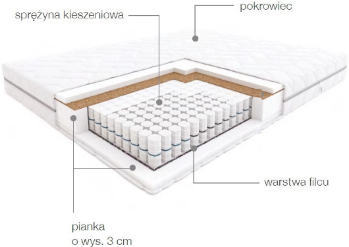 sprężyna kieszeniowa
pokrowiec
warstwa filcu
pianka
o wys. 3 cm